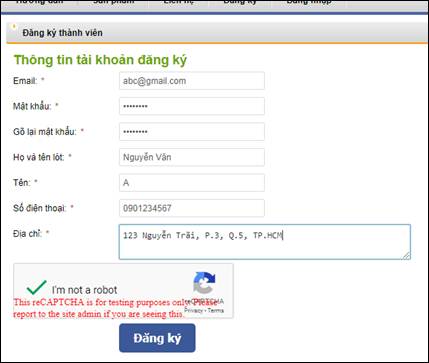 Hướng dẫn Sản phẩm Liên hệ Đăng ký Đăng nhập
Đăng ký thành viên
Thông tin tài khoản đăng ký
Email: * abc@gmail.com
Mật khẩu: * ••••••••
Gõ lại mật khẩu: * ••••••••
Họ và tên lót: * Nguyễn Văn
Tên: * A
Số điện thoại: * 0901234567
Địa chỉ: * 123 Nguyễn Trãi, P.3, Q.5, TP.HCM
I'm not a robot
reCAPTCHA
This reCAPTCHA is for testing purposes only. Please
Privacy - Terms
report to the site admin if you are seeing this.
Đăng ký